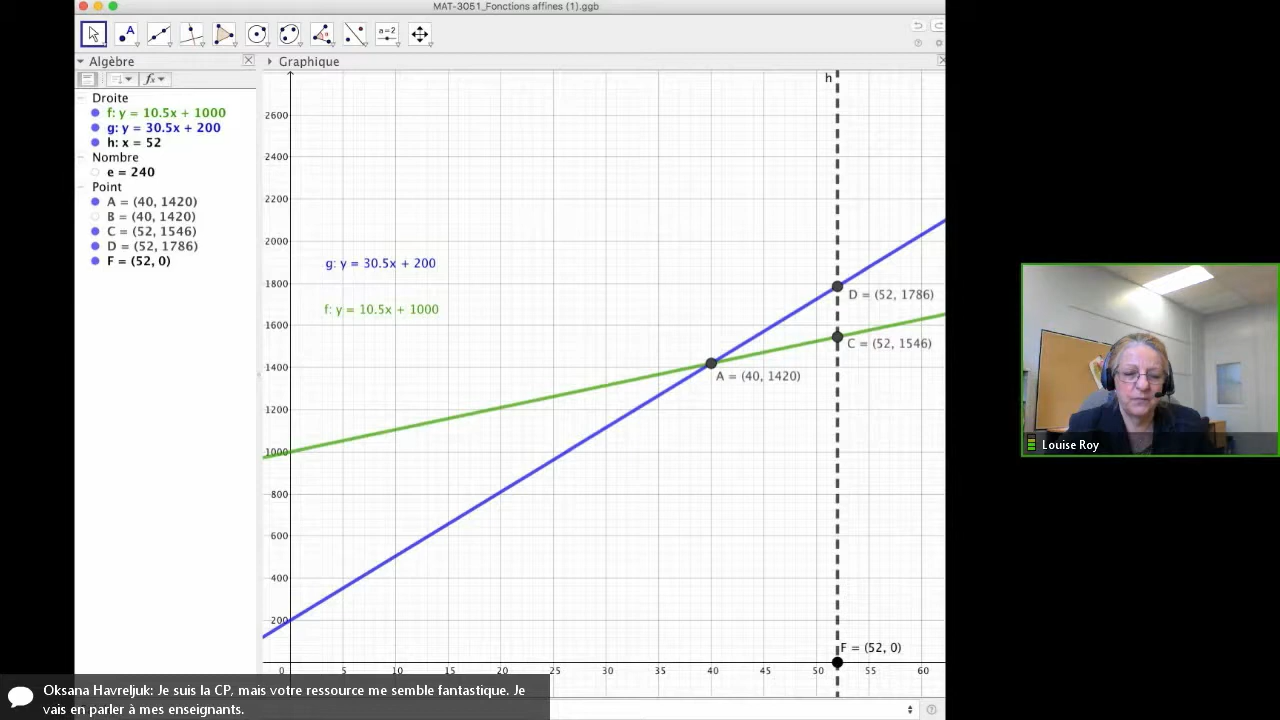 MAT-3051_Fonctions affines (1).ggb
A
a=2
Algèbre
Graphique
f(x)
Droite
f: y = 10.5x + 1000
g: y = 30.5x + 200
h: x = 52
Nombre
e = 240
Point
A = (40, 1420)
B = (40, 1420)
C = (52, 1546)
D = (52, 1786)
F = (52, 0)
h
2600
2400
2200
2000
1800
1600
1400
1200
1000
800
600
400
200
g: y = 30.5x + 200
f: y = 10.5x + 1000
D = (52, 1786)
C = (52, 1546)
A = (40, 1420)
F = (52, 0)
0 5 10 15 20 25 30 35 40 45 50 55 60
Louise Roy
Oksana Havreljuk: Je suis la CP, mais votre ressource me semble fantastique. Je
vais en parler à mes enseignants.